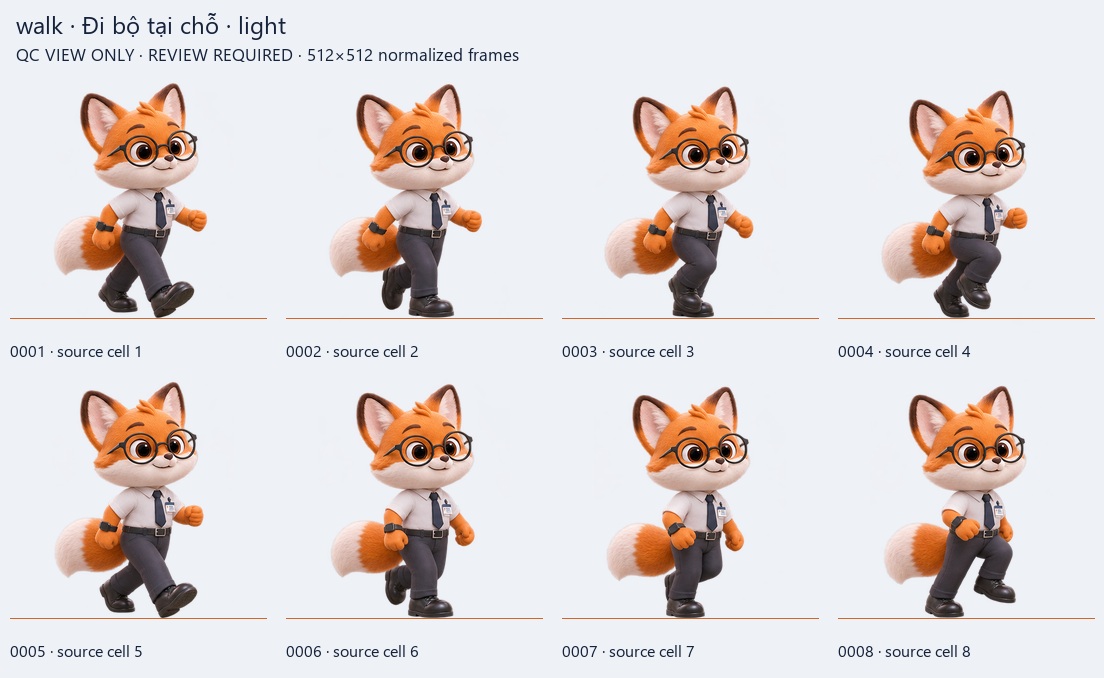 walk · Đi bộ tại chỗ · light
QC VIEW ONLY · REVIEW REQUIRED · 512×512 normalized frames
0001 · source cell 1
0002 · source cell 2
0003 · source cell 3
0004 · source cell 4
0005 · source cell 5
0006 · source cell 6
0007 · source cell 7
0008 · source cell 8